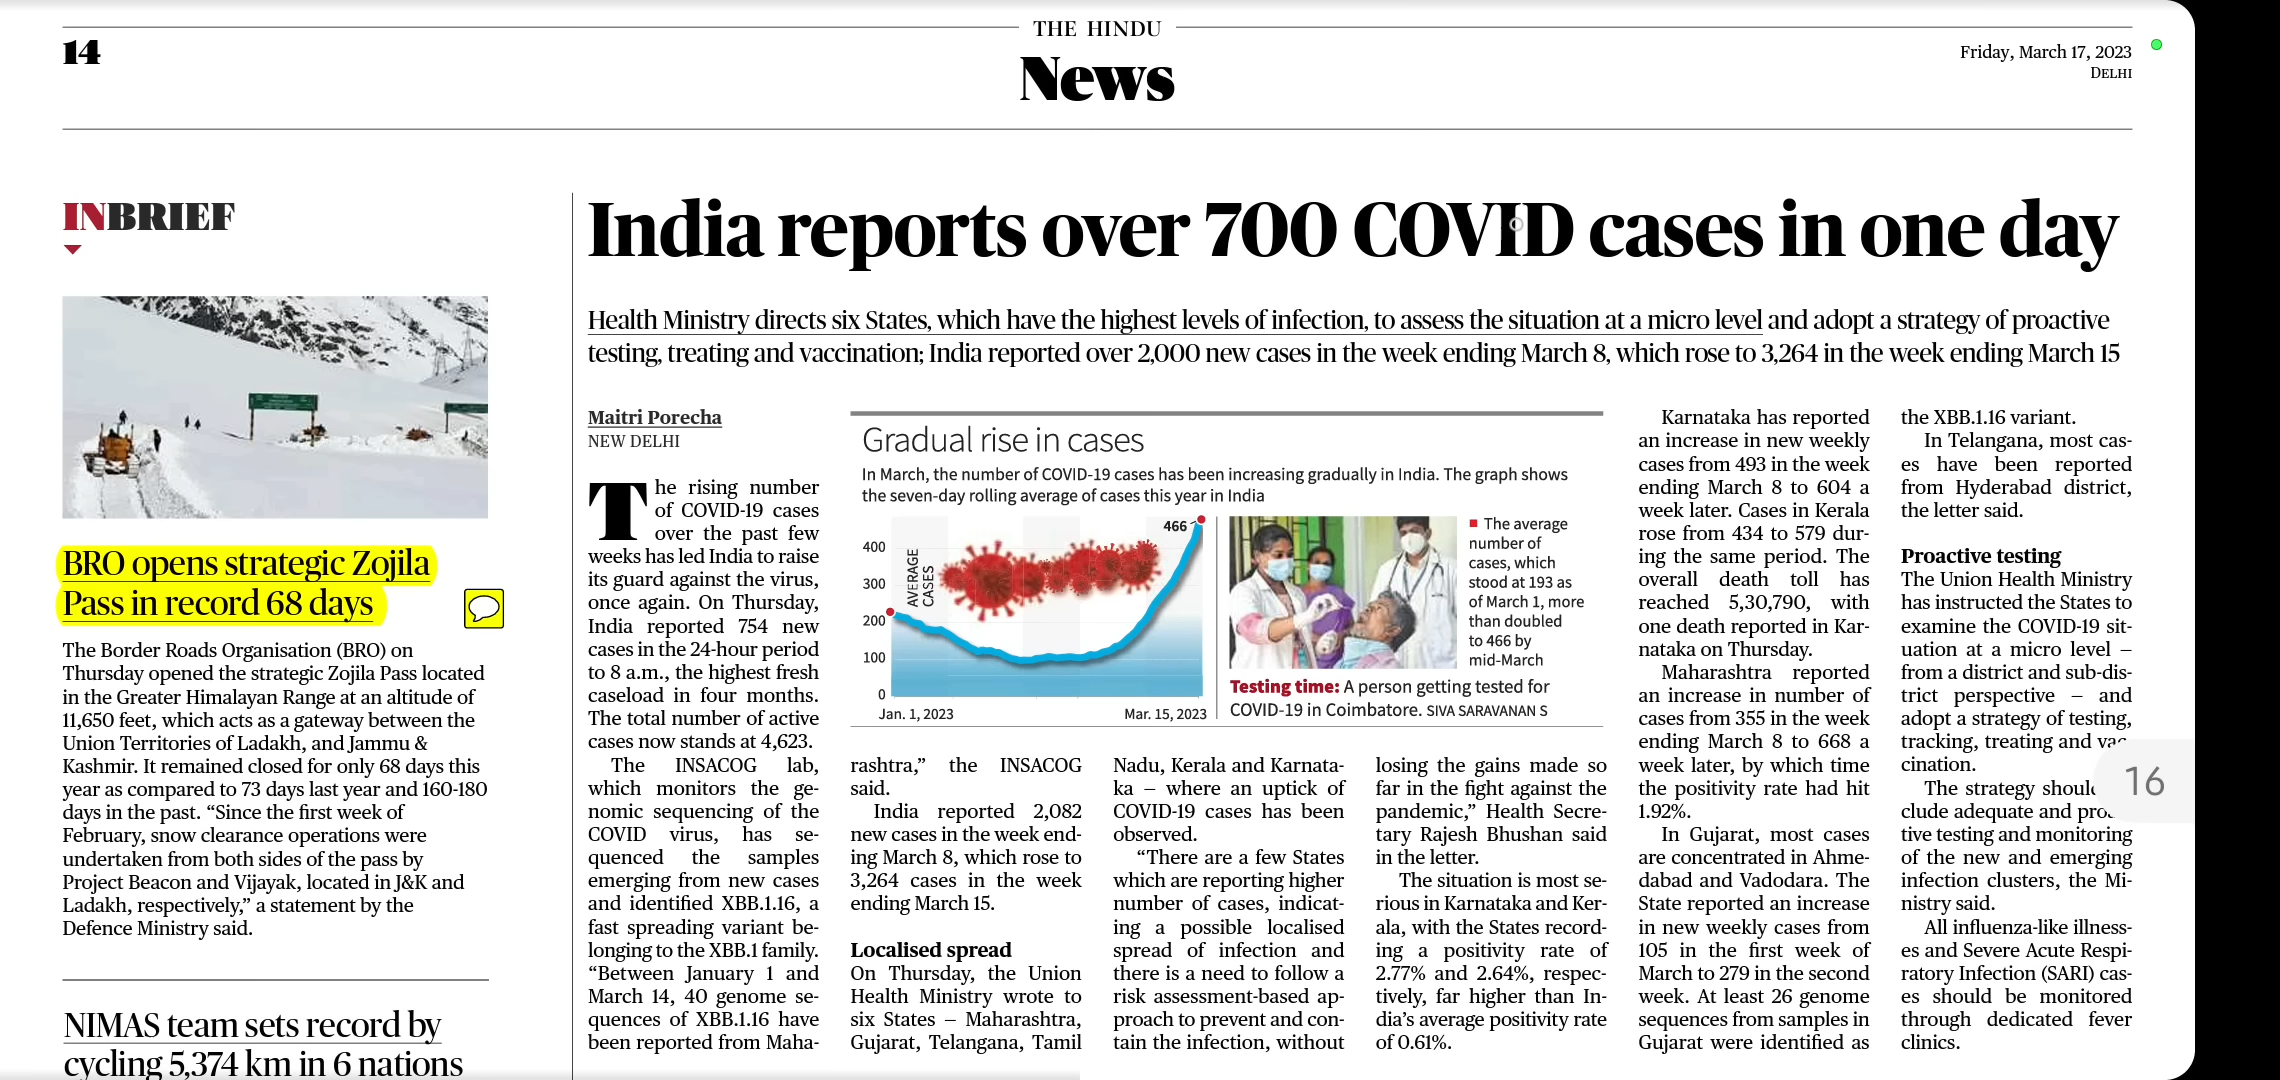 THE HINDU
14
News
Friday, March 17, 2023
DELHI
INBRIEF
BRO opens strategic Zojila
Pass in record 68 days
The Border Roads Organisation (BRO) on
Thursday opened the strategic Zojila Pass located
in the Greater Himalayan Range at an altitude of
11,650 feet, which acts as a gateway between the
Union Territories of Ladakh, and Jammu &
Kashmir. It remained closed for only 68 days this
year as compared to 73 days last year and 160-180
days in the past. “Since the first week of
February, snow clearance operations were
undertaken from both sides of the pass by
Project Beacon and Vijayak, located in J&K and
Ladakh, respectively,” a statement by the
Defence Ministry said.
NIMAS team sets record by
cycling 5,374 km in 6 nations
India reports over 700 COVID cases in one day
Health Ministry directs six States, which have the highest levels of infection, to assess the situation at a micro level and adopt a strategy of proactive
testing, treating and vaccination; India reported over 2,000 new cases in the week ending March 8, which rose to 3,264 in the week ending March 15
Maitri Porecha
NEW DELHI
The rising number
of COVID-19 cases
over the past few
weeks has led India to raise
its guard against the virus,
once again. On Thursday,
India reported 754 new
cases in the 24-hour period
to 8 a.m., the highest fresh
caseload in four months.
The total number of active
cases now stands at 4,623.
The INSACOG lab,
which monitors the ge-
nomic sequencing of the
COVID virus, has se-
quenced the samples
emerging from new cases
and identified XBB.1.16, a
fast spreading variant be-
longing to the XBB.1 family.
“Between January 1 and
March 14, 40 genome se-
quences of XBB.1.16 have
been reported from Maha-
Gradual rise in cases
In March, the number of COVID-19 cases has been increasing gradually in India. The graph shows
the seven-day rolling average of cases this year in India
AVERAGE
CASES
466
400
300
200
100
0
Jan. 1, 2023
Mar. 15, 2023
The average
number of
cases, which
stood at 193 as
of March 1, more
than doubled
to 466 by
mid-March
Testing time: A person getting tested for
COVID-19 in Coimbatore. SIVA SARAVANAN S
rashtra,” the INSACOG
said.
India reported 2,082
new cases in the week end-
ing March 8, which rose to
3,264 cases in the week
ending March 15.
Localised spread
On Thursday, the Union
Health Ministry wrote to
six States – Maharashtra,
Gujarat, Telangana, Tamil
Nadu, Kerala and Karnata-
ka – where an uptick of
COVID-19 cases has been
observed.
“There are a few States
which are reporting higher
number of cases, indicat-
ing a possible localised
spread of infection and
there is a need to follow a
risk assessment-based ap-
proach to prevent and con-
tain the infection, without
losing the gains made so
far in the fight against the
pandemic,” Health Secre-
tary Rajesh Bhushan said
in the letter.
The situation is most se-
rious in Karnataka and Ker-
ala, with the States record-
ing a positivity rate of
2.77% and 2.64%, respec-
tively, far higher than In-
dia’s average positivity rate
of 0.61%.
Karnataka has reported
an increase in new weekly
cases from 493 in the week
ending March 8 to 604 a
week later. Cases in Kerala
rose from 434 to 579 dur-
ing the same period. The
overall death toll has
reached 5,30,790, with
one death reported in Kar-
nataka on Thursday.
Maharashtra reported
an increase in number of
cases from 355 in the week
ending March 8 to 668 a
week later, by which time
the positivity rate had hit
1.92%.
In Gujarat, most cases
are concentrated in Ahme-
dabad and Vadodara. The
State reported an increase
in new weekly cases from
105 in the first week of
March to 279 in the second
week. At least 26 genome
sequences from samples in
Gujarat were identified as
the XBB.1.16 variant.
In Telangana, most cas-
es have been reported
from Hyderabad district,
the letter said.
Proactive testing
The Union Health Ministry
has instructed the States to
examine the COVID-19 sit-
uation at a micro level –
from a district and sub-dis-
trict perspective – and
adopt a strategy of testing,
tracking, treating and vac-
cination.
The strategy should
clude adequate and
tive testing and monitoring
of the new and emerging
infection clusters, the Mi-
nistry said.
All influenza-like illness-
es and Severe Acute Respi-
ratory Infection (SARI) cas-
es should be monitored
through dedicated fever
clinics.
16